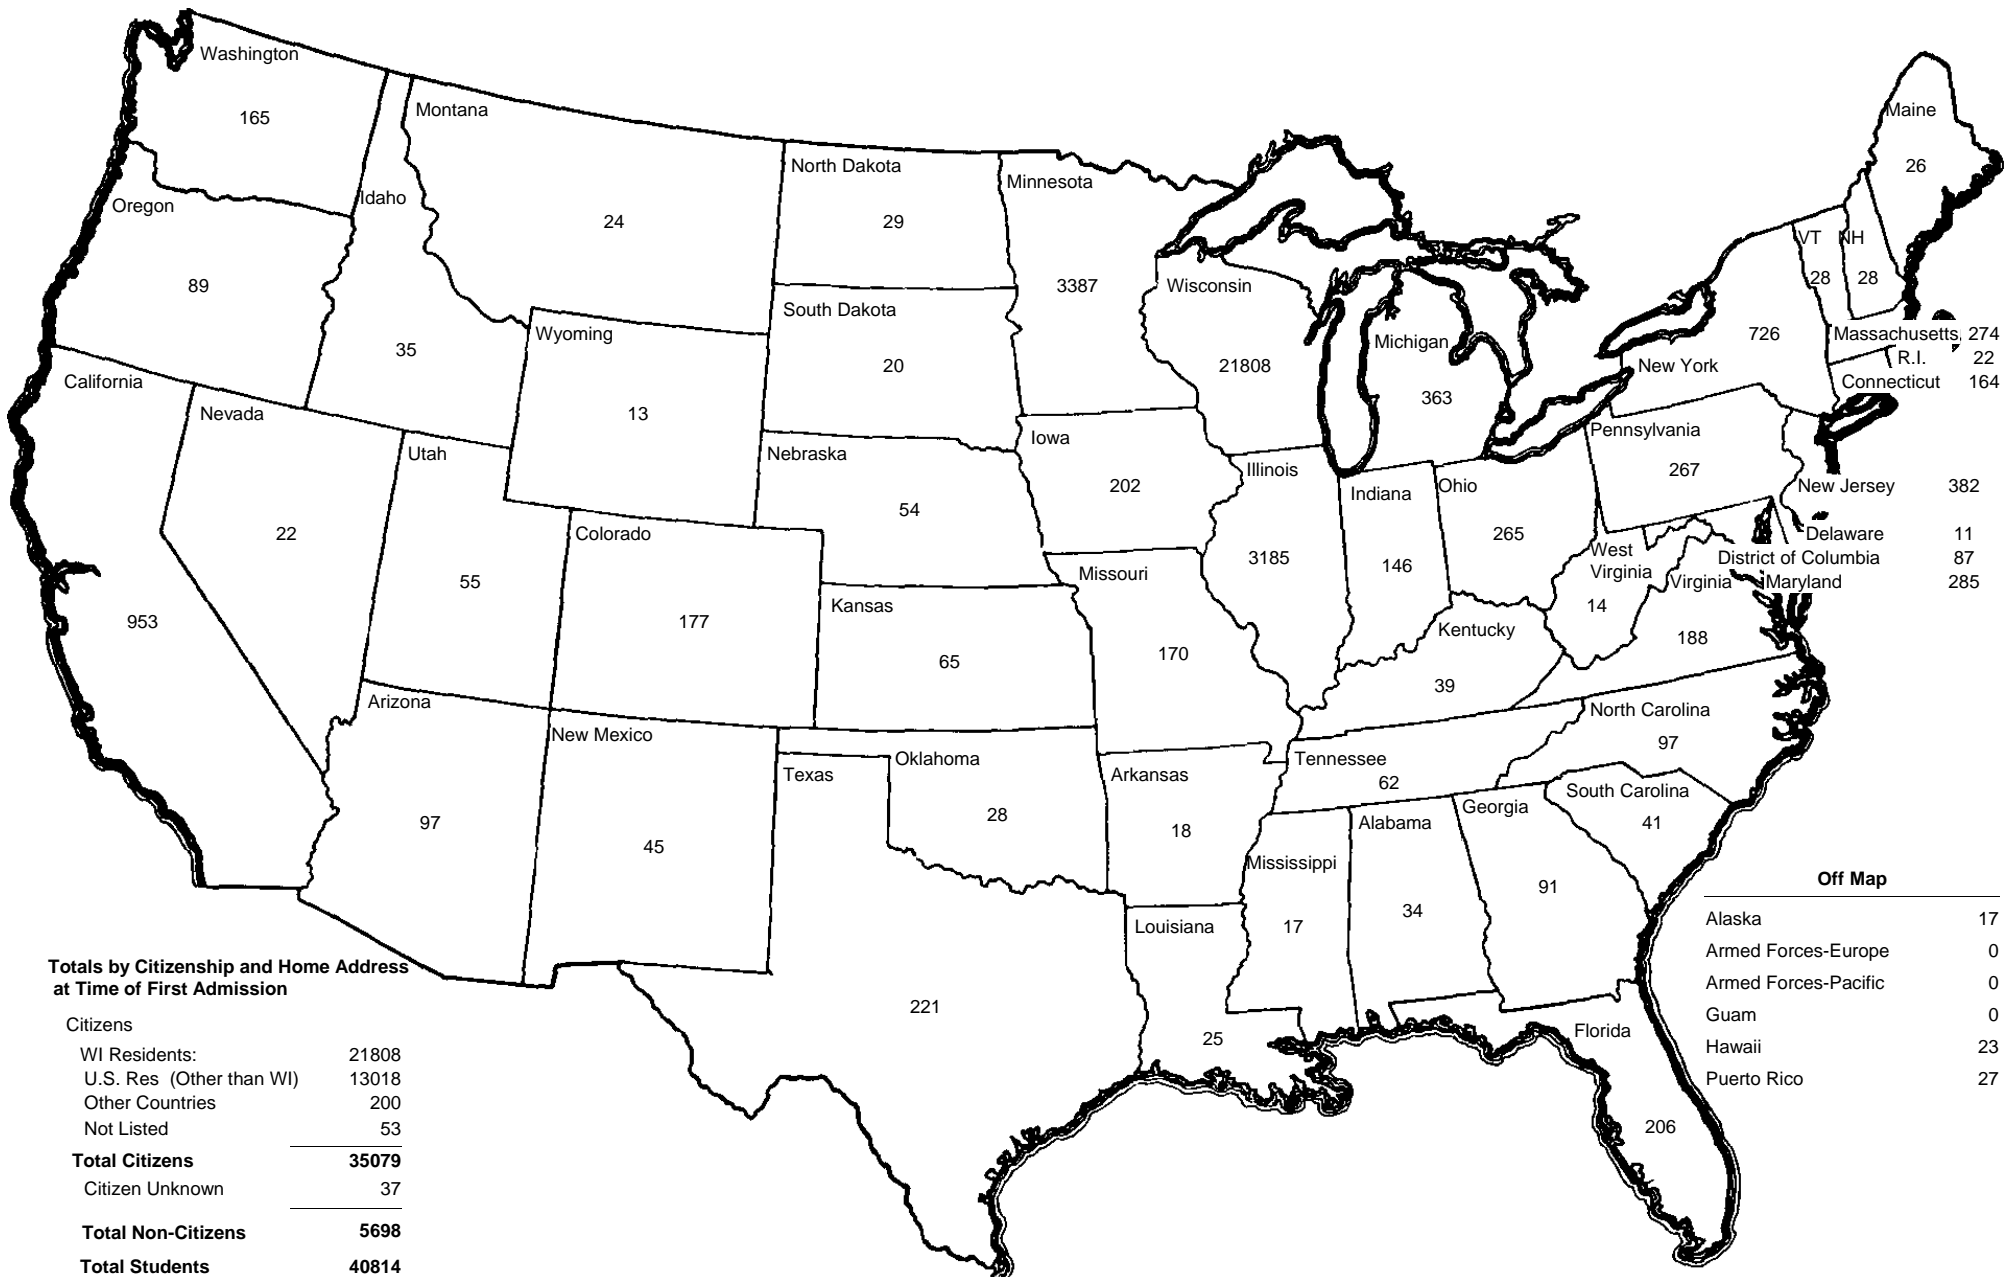 Washington
165
Oregon
89
Idaho
35
Montana
24
North Dakota
29
Minnesota
3387
South Dakota
20
Wyoming
13
Wisconsin
21808
Michigan
363
Maine
26
VT
28
NH
28
Massachusetts 274
R.I. 22
Connecticut 164
New York
726
California
953
Nevada
22
Utah
55
Colorado
177
Nebraska
54
Iowa
202
Illinois
3185
Indiana
146
Ohio
265
Pennsylvania
267
New Jersey 382
Delaware 11
District of Columbia 87
Maryland 285
West
Virginia
14
Virginia
188
Kansas
65
Missouri
170
Kentucky
39
Arizona
97
New Mexico
45
Texas
221
Oklahoma
28
Arkansas
18
Tennessee
62
North Carolina
97
South Carolina
41
Georgia
91
Alabama
34
Mississippi
17
Louisiana
25
Florida
206
Off Map
Alaska 17
Armed Forces-Europe 0
Armed Forces-Pacific 0
Guam 0
Hawaii 23
Puerto Rico 27
Totals by Citizenship and Home Address
at Time of First Admission
Citizens
WI Residents: 21808
U.S. Res (Other than WI) 13018
Other Countries 200
Not Listed 53
Total Citizens 35079
Citizen Unknown 37
Total Non-Citizens 5698
Total Students 40814